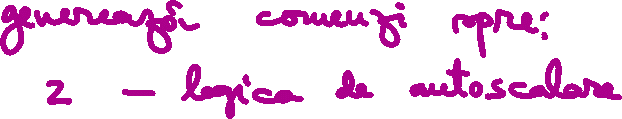 generează comenzi spre:
2 – logica de autoscalare